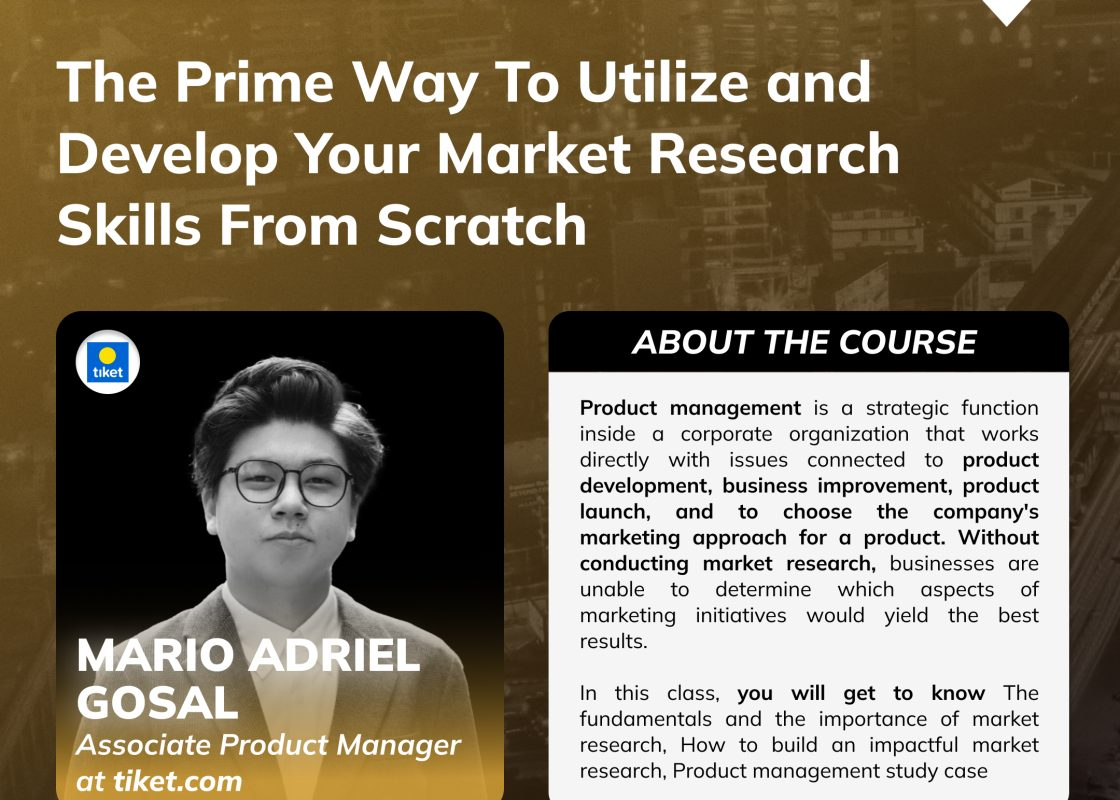 The Prime Way To Utilize and
Develop Your Market Research
Skills From Scratch
tiket
MARIO ADRIEL
GOSAL
Associate Product Manager
at tiket.com
ABOUT THE COURSE
Product management is a strategic function
inside a corporate organization that works
directly with issues connected to product
development, business improvement, product
launch, and to choose the company's
marketing approach for a product. Without
conducting market research, businesses are
unable to determine which aspects of
marketing initiatives would yield the best
results.
In this class, you will get to know The
fundamentals and the importance of market
research, How to build an impactful market
research, Product management study case